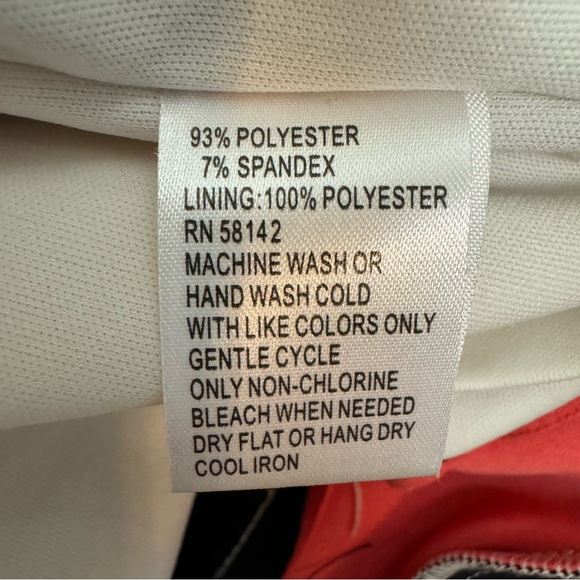 93% POLYESTER
7% SPANDEX
LINING:100% POLYESTER
RN 58142
MACHINE WASH OR
HAND WASH COLD
WITH LIKE COLORS ONLY
GENTLE CYCLE
ONLY NON-CHLORINE
BLEACH WHEN NEEDED
DRY FLAT OR HANG DRY
COOL IRON